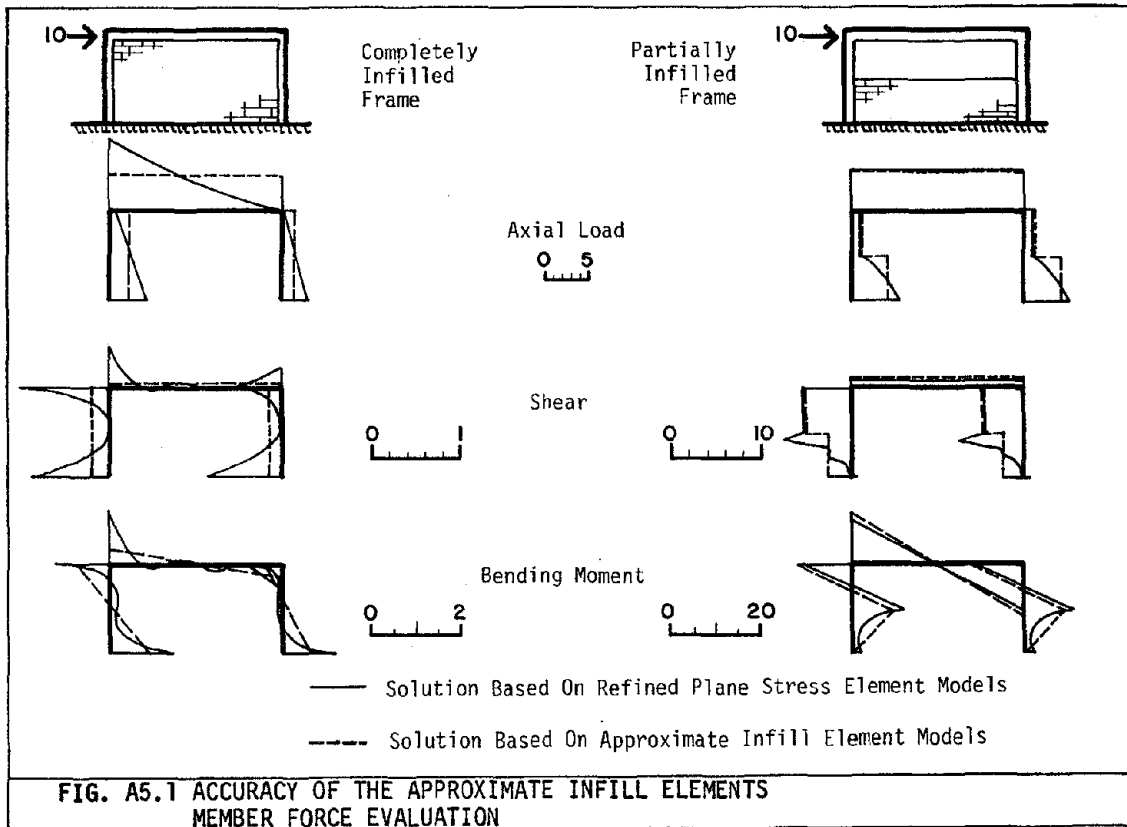 10
Completely
Infilled
Frame
Partially
Infilled
Frame
10
Axial Load
0 5
Shear
0 1
0 10
Bending Moment
0 2
0 20
Solution Based On Refined Plane Stress Element Models
Solution Based On Approximate Infill Element Models
FIG. A5.1 ACCURACY OF THE APPROXIMATE INFILL ELEMENTS
MEMBER FORCE EVALUATION